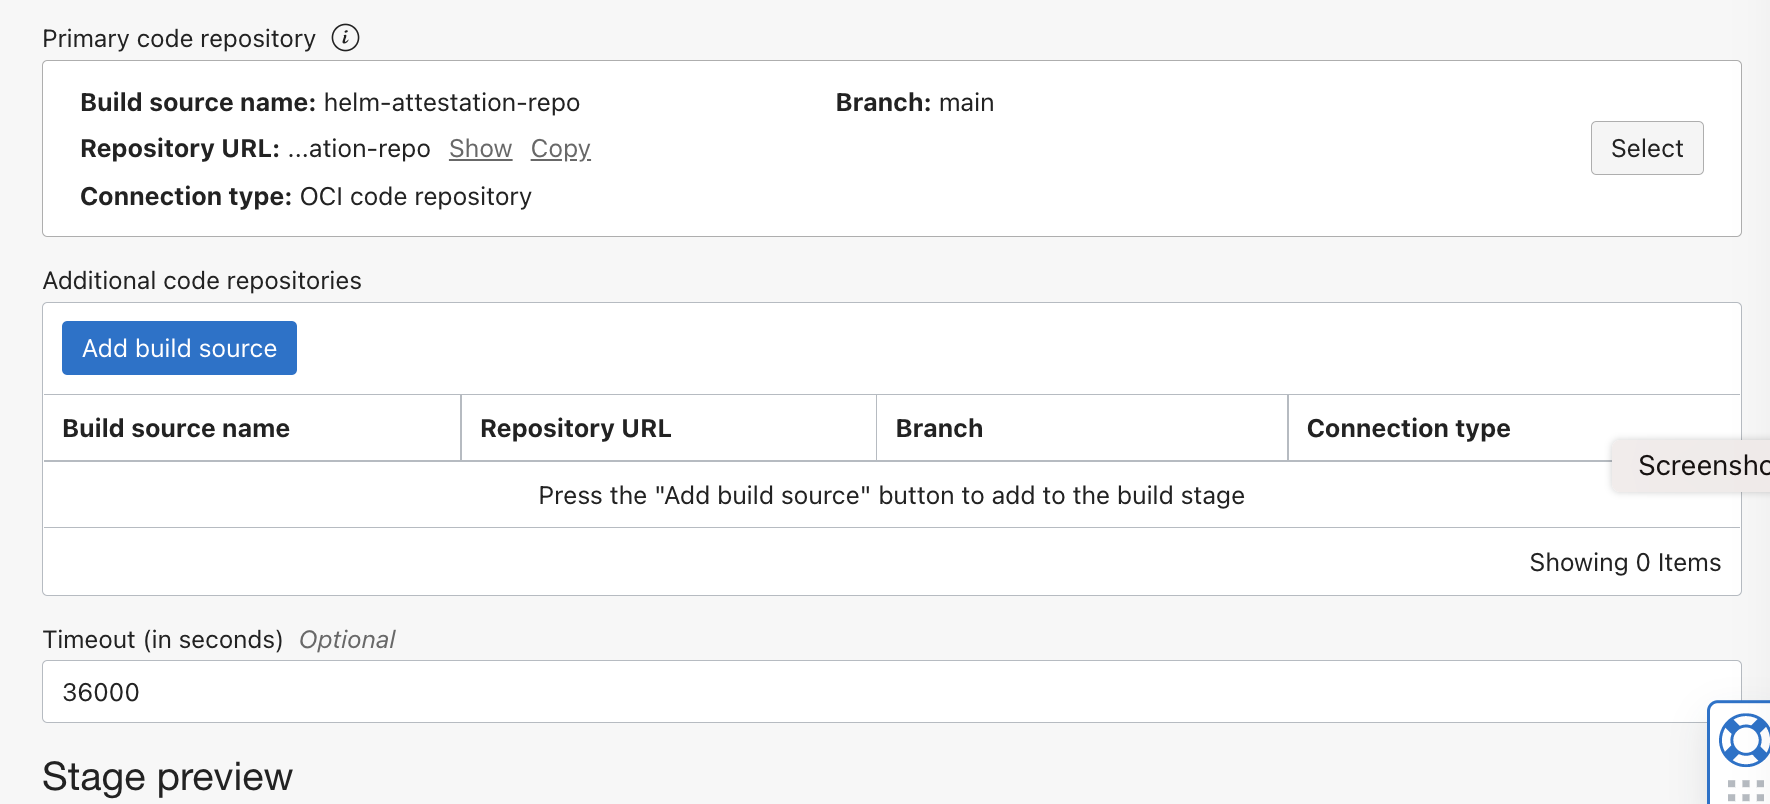 Primary code repository
Build source name: helm-attestation-repo
Branch: main
Repository URL: ...ation-repo Show Copy
Select
Connection type: OCI code repository
Additional code repositories
Add build source
Build source name Repository URL Branch Connection type
Screensho
Press the "Add build source" button to add to the build stage
Showing 0 Items
Timeout (in seconds) Optional
36000
Stage preview